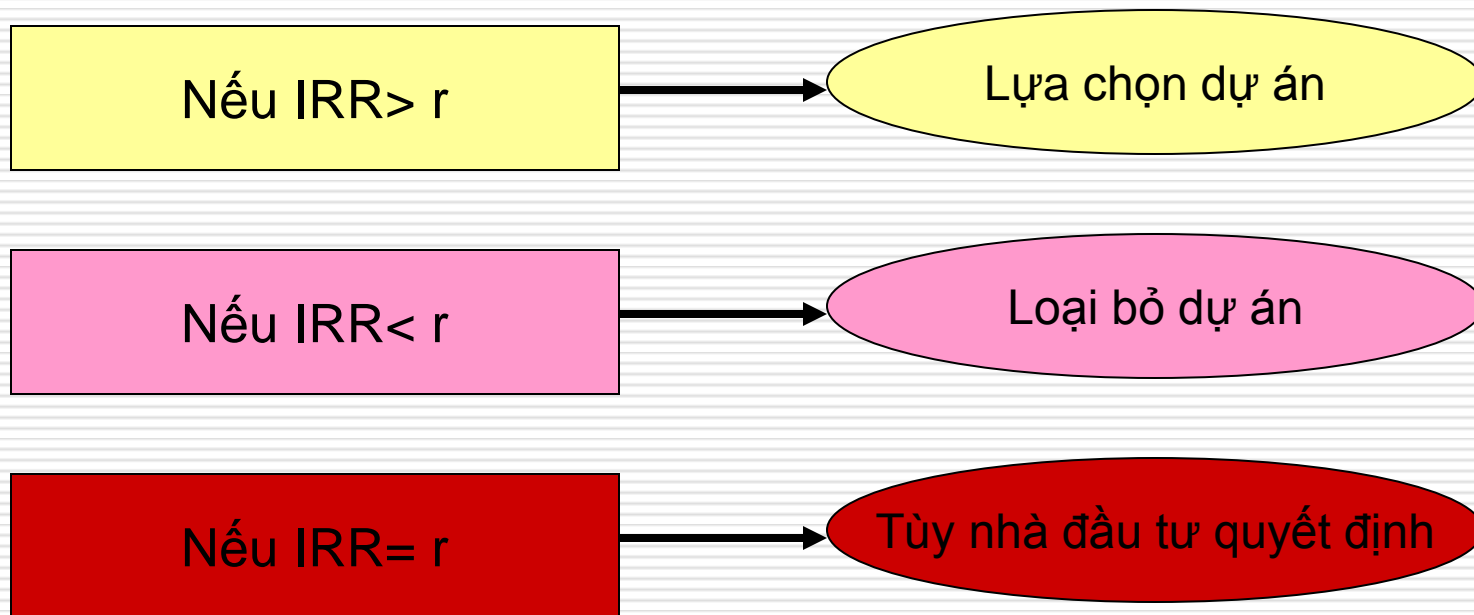 Nếu IRR> r
Lựa chọn dự án
Nếu IRR< r
Loại bỏ dự án
Nếu IRR= r
Tùy nhà đầu tư quyết định